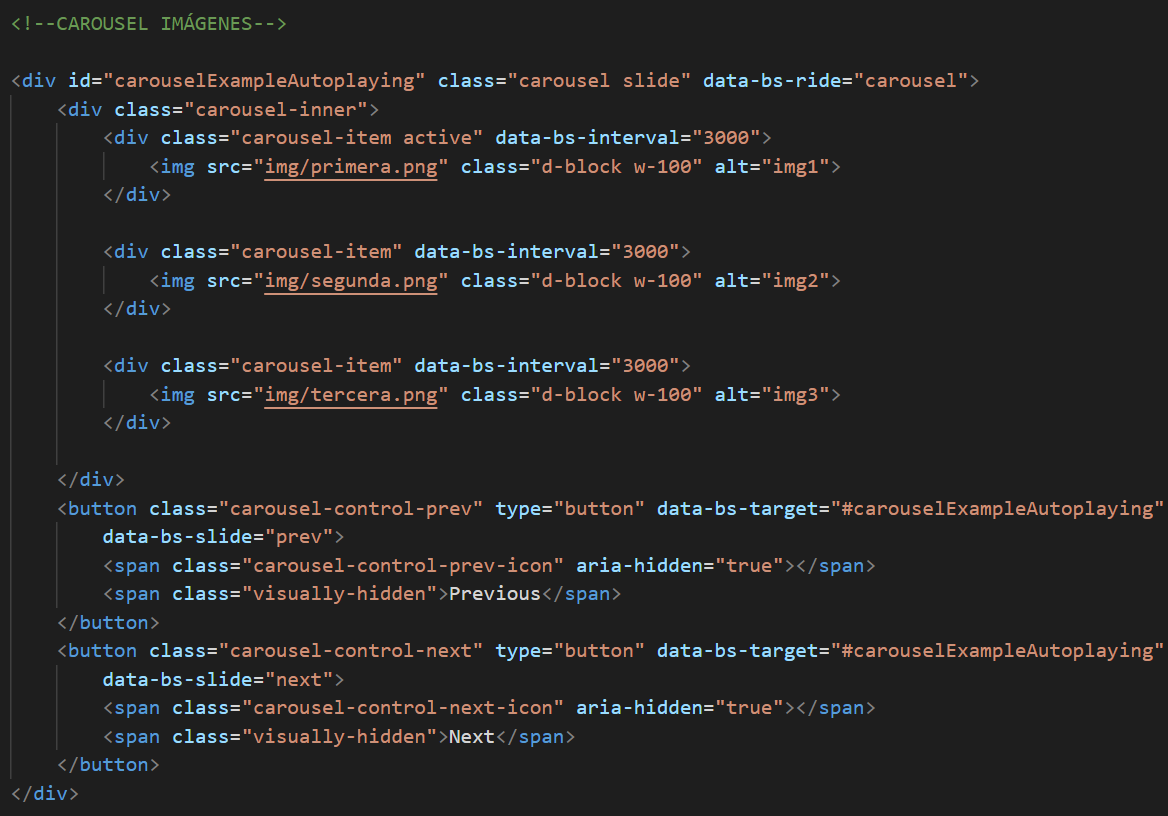 <!--CAROUSEL IMÁGENES-->
<div id="carouselExampleAutoplaying" class="carousel slide" data-bs-ride="carousel">
<div class="carousel-inner">
<div class="carousel-item active" data-bs-interval="3000">
<img src="img/primera.png" class="d-block w-100" alt="img1">
</div>
<div class="carousel-item" data-bs-interval="3000">
<img src="img/segunda.png" class="d-block w-100" alt="img2">
</div>
<div class="carousel-item" data-bs-interval="3000">
<img src="img/tercera.png" class="d-block w-100" alt="img3">
</div>
</div>
<button class="carousel-control-prev" type="button" data-bs-target="#carouselExampleAutoplaying"
data-bs-slide="prev">
<span class="carousel-control-prev-icon" aria-hidden="true"></span>
<span class="visually-hidden">Previous</span>
</button>
<button class="carousel-control-next" type="button" data-bs-target="#carouselExampleAutoplaying"
data-bs-slide="next">
<span class="carousel-control-next-icon" aria-hidden="true"></span>
<span class="visually-hidden">Next</span>
</button>
</div>